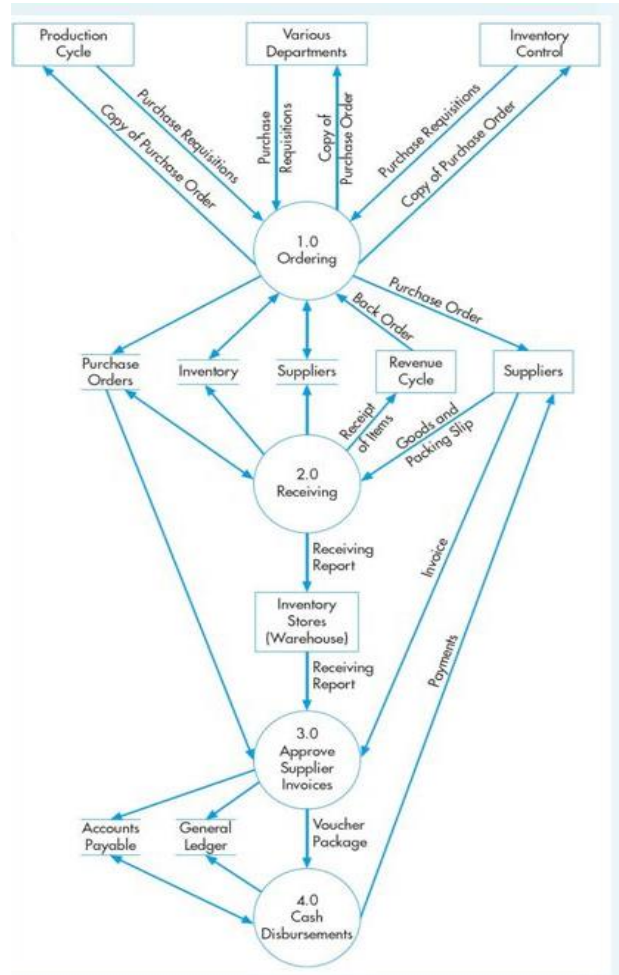 Production
Cycle
Various
Departments
Inventory
Control
Purchase Requisitions
Copy of Purchase Order
Purchase
Requisitions
Copy of
Purchase Order
Purchase Requisitions
Copy of Purchase Order
1.0
Ordering
Purchase Order
Back Order
Purchase
Orders
Inventory
Suppliers
Revenue
Cycle
Suppliers
Receipt
of Items
Goods and
Packing Slip
2.0
Receiving
Receiving
Report
Invoice
Inventory
Stores
(Warehouse)
Payments
Receiving
Report
3.0
Approve
Supplier
Invoices
Accounts
Payable
General
Ledger
Voucher
Package
4.0
Cash
Disbursements